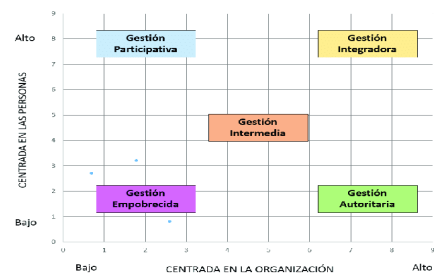 9
8
7
6
5
4
3
2
1
0
Alto
Bajo
CENTRADA EN LAS PERSONAS
Gestión
Participativa
Gestión
Integradora
Gestión
Intermedia
Gestión
Empobrecida
Gestión
Autoritaria
0 1 2 3 4 5 6 7 8 9
Bajo CENTRADA EN LA ORGANIZACIÓN Alto